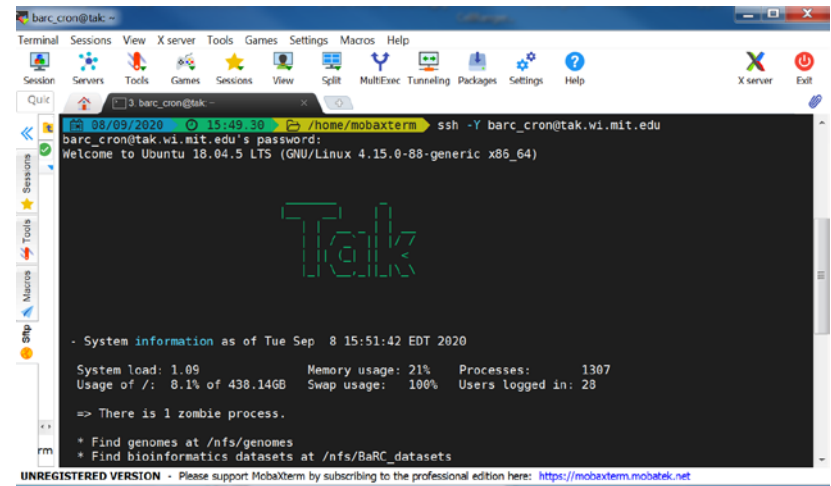 barc_cron@tak: ~
Terminal Sessions View X server Tools Games Settings Macros Help
Session Servers Tools Games Sessions View Split MultiExec Tunneling Packages Settings Help X server Exit
Quic
3. barc_cron@tak: ~
08/09/2020 15:49.30 /home/mobaxterm ssh -Y barc_cron@tak.wi.mit.edu
barc_cron@tak.wi.mit.edu's password:
Welcome to Ubuntu 18.04.5 LTS (GNU/Linux 4.15.0-88-generic x86_64)
Tak
- System information as of Tue Sep 8 15:51:42 EDT 2020
System load: 1.09 Memory usage: 21% Processes: 1307
Usage of /: 8.1% of 438.14GB Swap usage: 100% Users logged in: 28
=> There is 1 zombie process.
* Find genomes at /nfs/genomes
* Find bioinformatics datasets at /nfs/BaRC_datasets
Sessions
Tools
Macros
Sftp
rm
UNREGISTERED VERSION - Please support MobaXterm by subscribing to the professional edition here: https://mobaxterm.mobatek.net